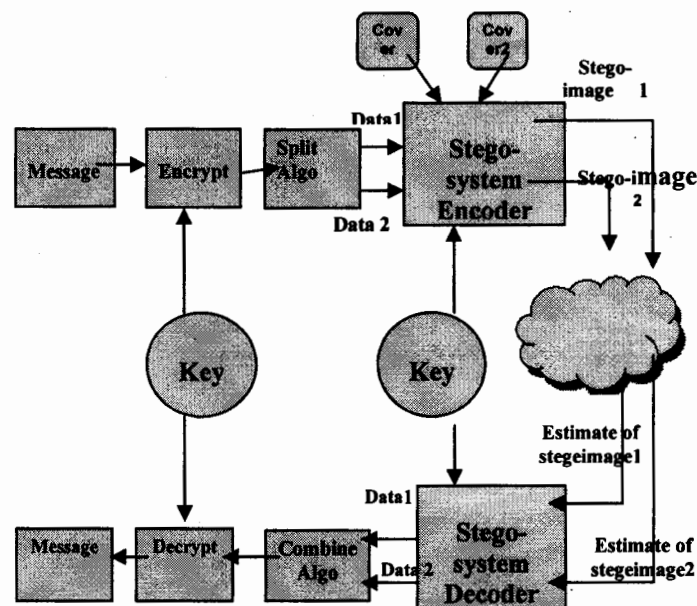 Cov
er
Cov
er2
Stego-
image 1
Data1
Message
Encrypt
Split
Algo
Stego-
system
Encoder
Stego-image
2
Data 2
Key
Key
Estimate of
stegeimage1
Data1
Message
Decrypt
Combine
Algo
Data 2
Stego-
system
Decoder
Estimate of
stegeimage2